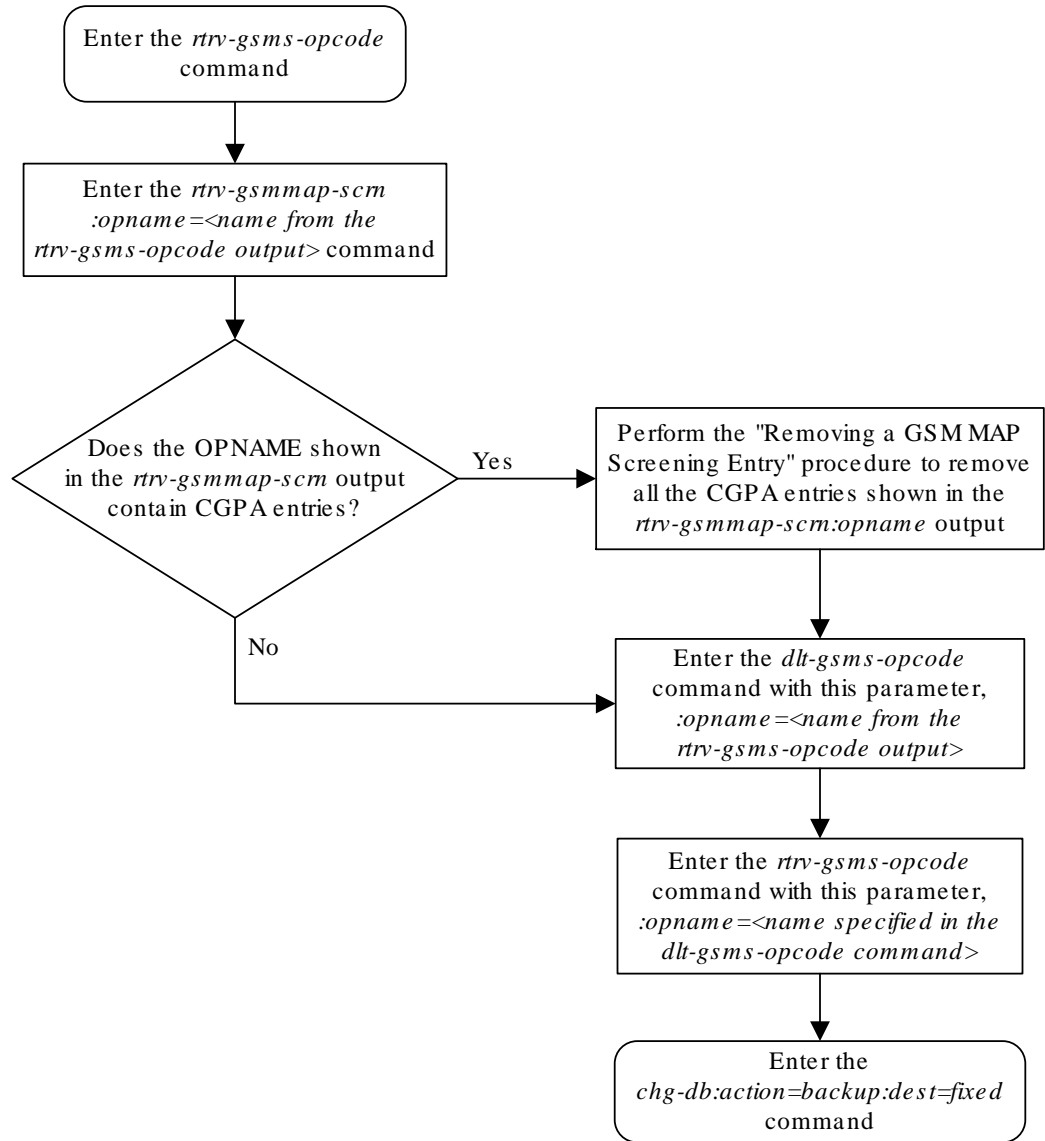 Enter the rtrv-gsms-opcode
command
Enter the rtrv-gsmmap-scrn
:opname=<name from the
rtrv-gsms-opcode output> command
Does the OPNAME shown
in the rtrv-gsmmap-scrn output
contain CGPA entries?
Yes
Perform the "Removing a GSM MAP
Screening Entry" procedure to remove
all the CGPA entries shown in the
rtrv-gsmmap-scrn:opname output
No
Enter the dlt-gsms-opcode
command with this parameter,
:opname=<name from the
rtrv-gsms-opcode output>
Enter the rtrv-gsms-opcode
command with this parameter,
:opname=<name specified in the
dlt-gsms-opcode command>
Enter the
chg-db:action=backup:dest=fixed
command